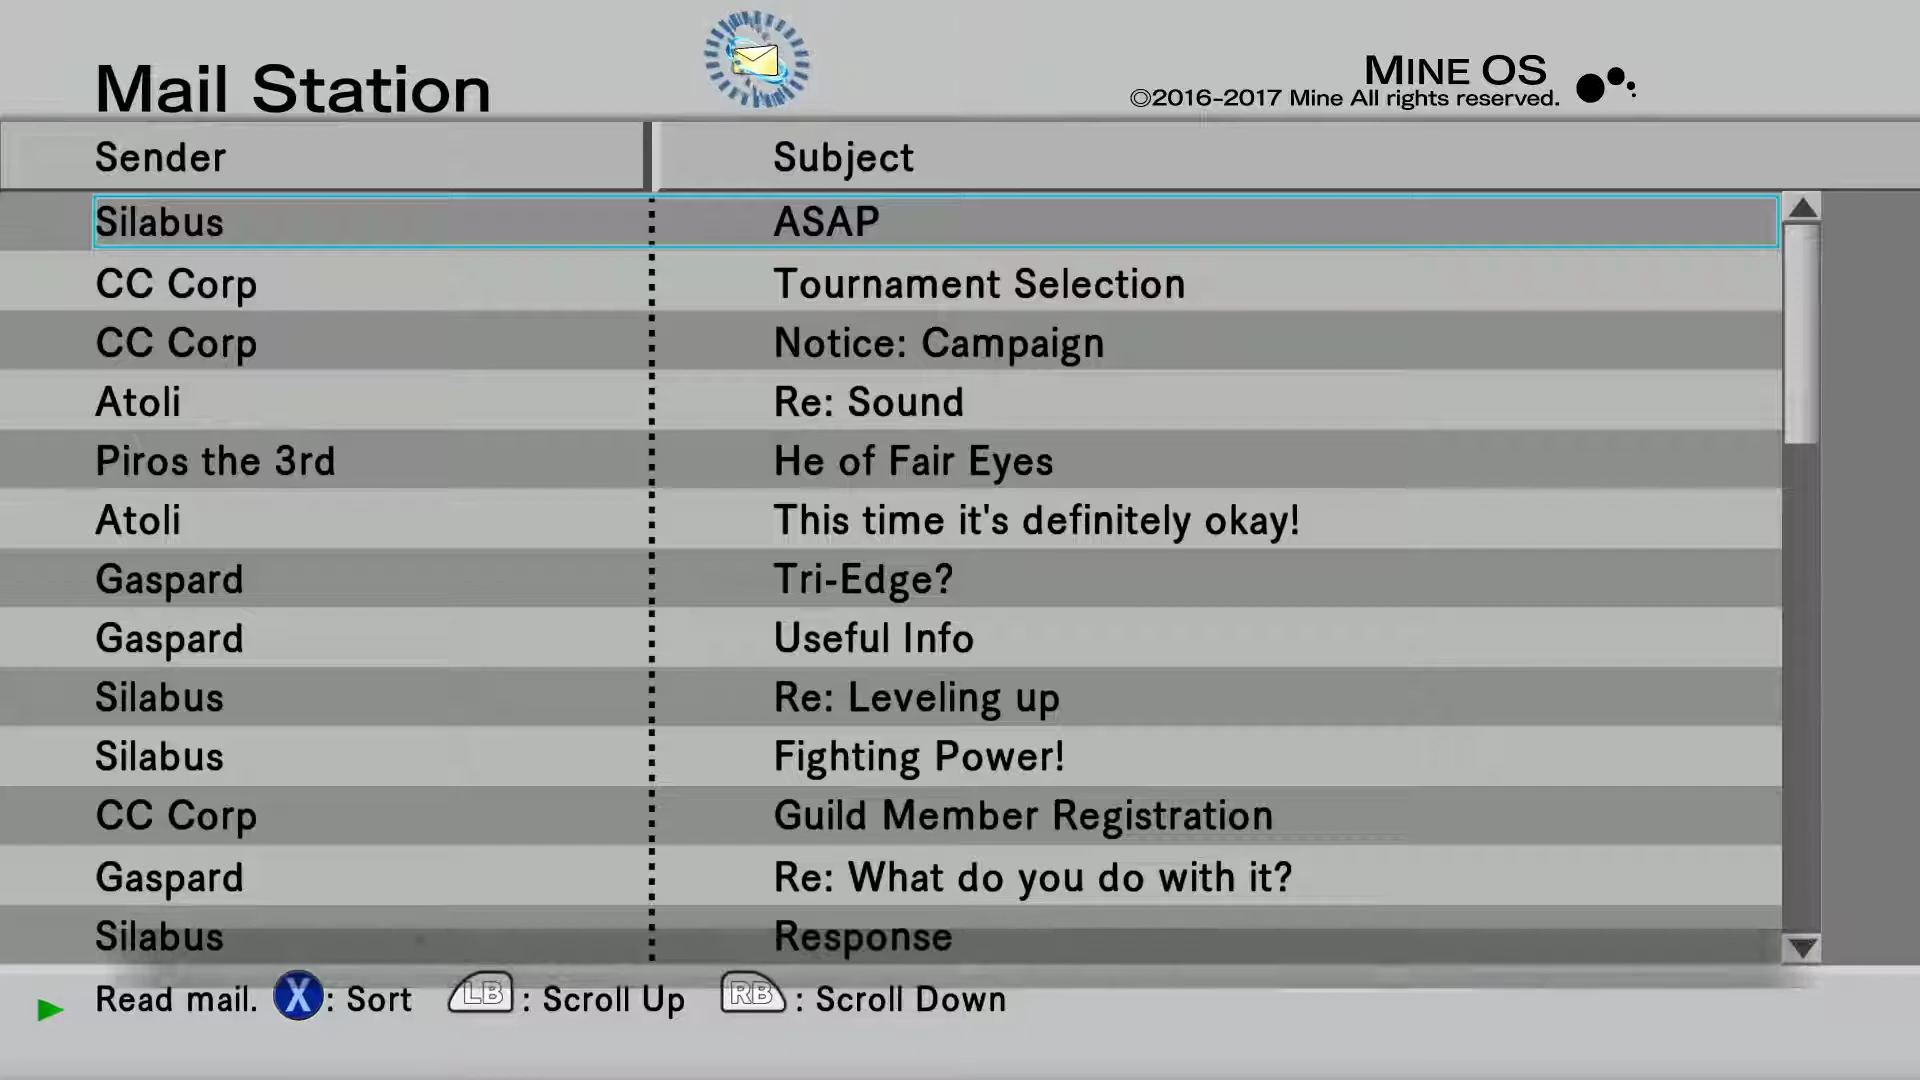 Mail Station
MINE OS
©2016-2017 Mine All rights reserved.
Sender Subject
Silabus ASAP
CC Corp Tournament Selection
CC Corp Notice: Campaign
Atoli Re: Sound
Piros the 3rd He of Fair Eyes
Atoli This time it's definitely okay!
Gaspard Tri-Edge?
Gaspard Useful Info
Silabus Re: Leveling up
Silabus Fighting Power!
CC Corp Guild Member Registration
Gaspard Re: What do you do with it?
Silabus Response
Read mail. X: Sort LB: Scroll Up RB: Scroll Down